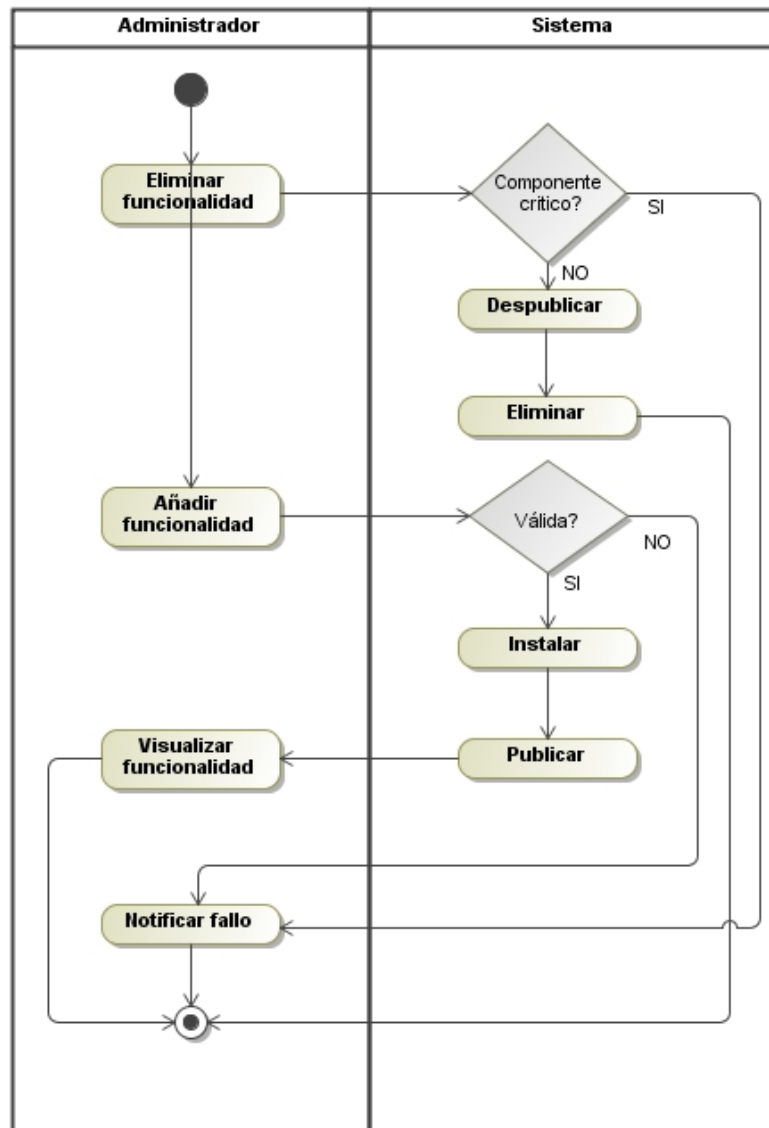 Administrador
Sistema
Eliminar
funcionalidad
Componente
critico?
SI
NO
Despublicar
Eliminar
Añadir
funcionalidad
Válida?
NO
SI
Instalar
Visualizar
funcionalidad
Publicar
Notificar fallo